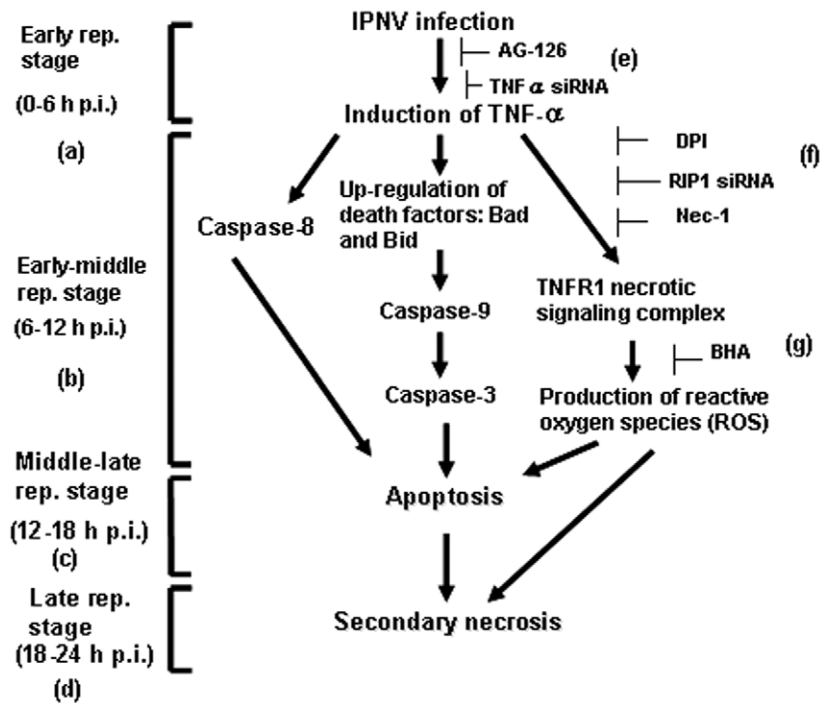 Early rep.
stage
(0-6 h p.i.)
(a)
Early-middle
rep. stage
(6-12 h p.i.)
(b)
Middle-late
rep. stage
(12-18 h p.i.)
(c)
Late rep.
stage
(18-24 h p.i.)
(d)
IPNV infection
AG-126
(e)
TNF α siRNA
Induction of TNF-α
DPI
(f)
RIP1 siRNA
Nec-1
Caspase-8
Up-regulation of
death factors: Bad
and Bid
Caspase-9
Caspase-3
TNFR1 necrotic
signaling complex
BHA
(g)
Production of reactive
oxygen species (ROS)
Apoptosis
Secondary necrosis